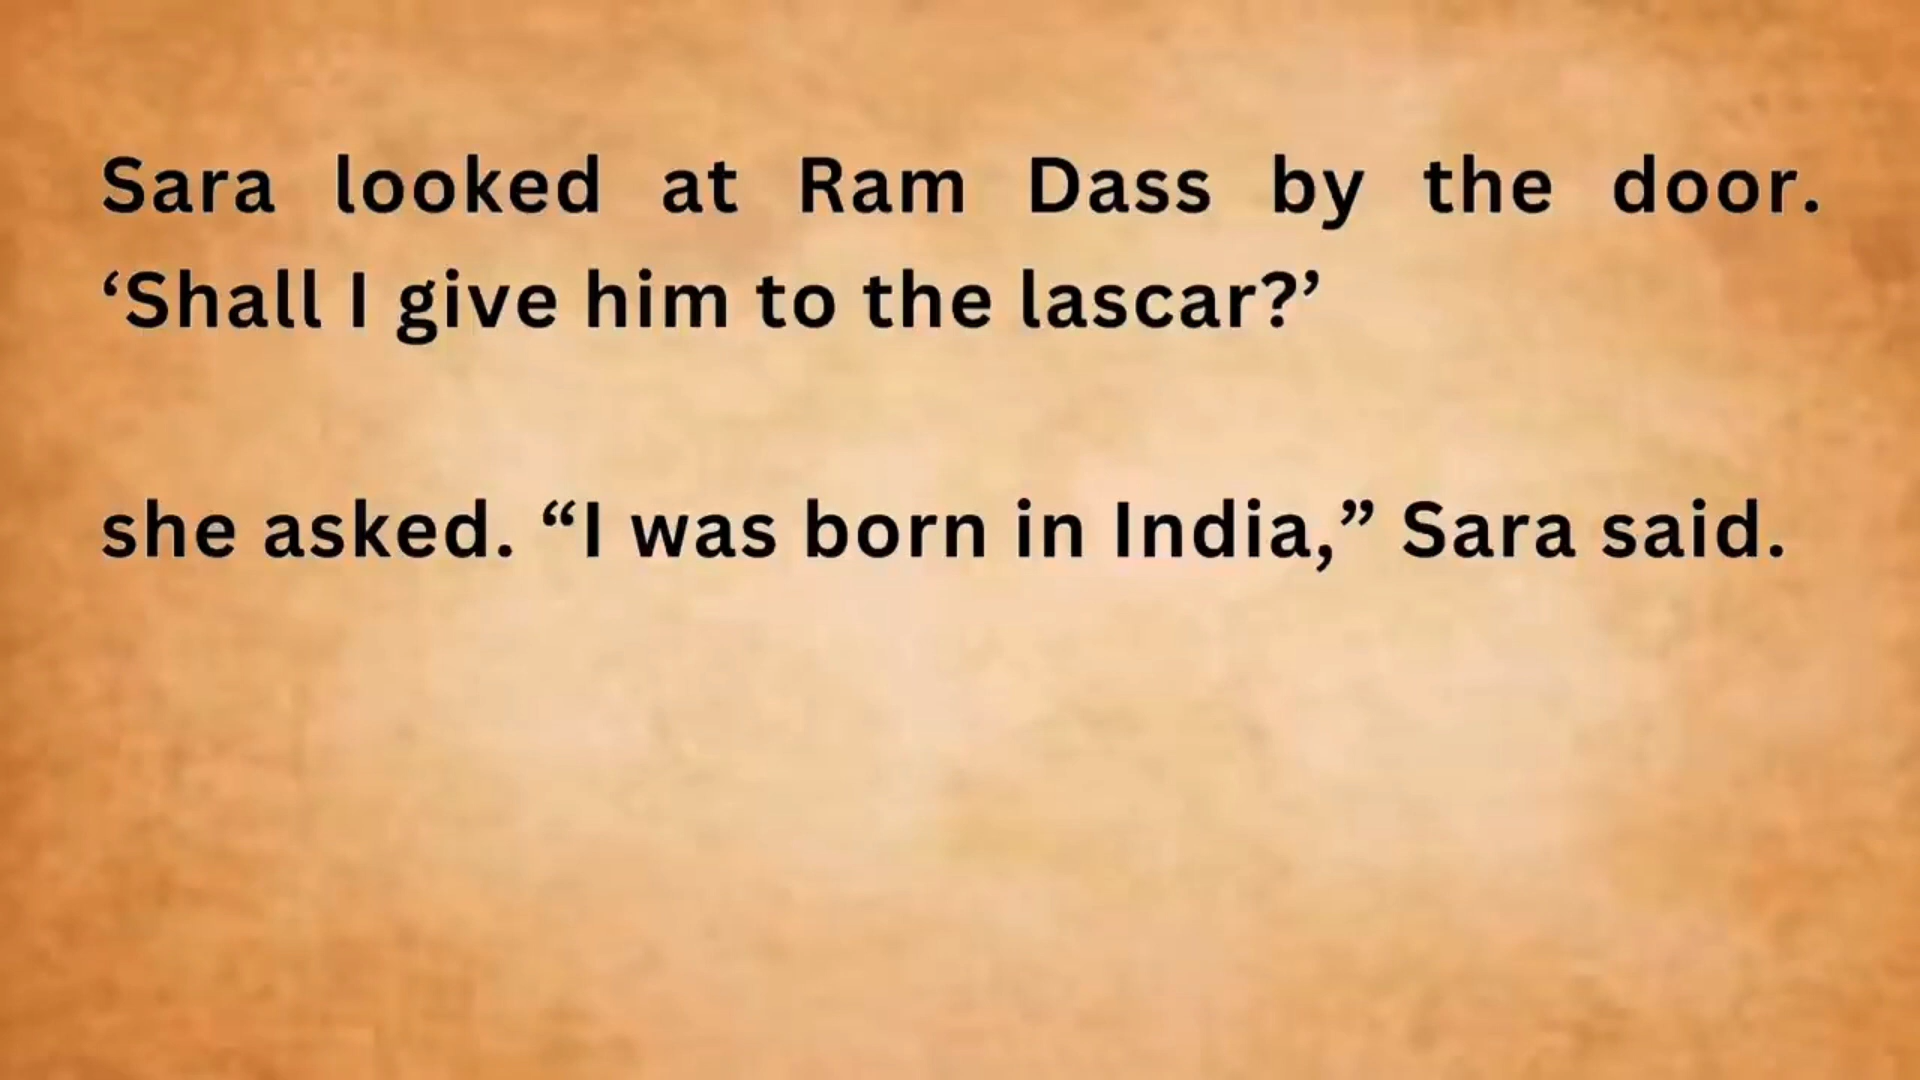 Sara looked at Ram Dass by the door.
‘Shall I give him to the lascar?’
she asked. “I was born in India,” Sara said.